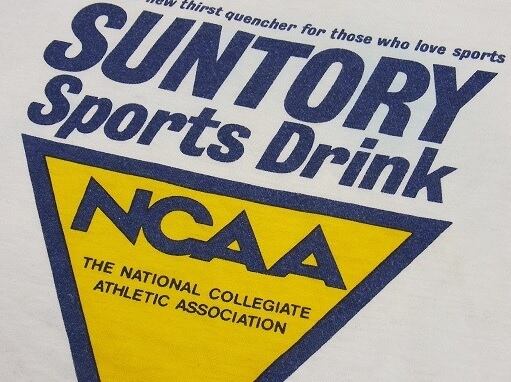 new thirst quencher for those who love sports
SUNTORY
Sports Drink
NCAA
THE NATIONAL COLLEGIATE
ATHLETIC ASSOCIATION